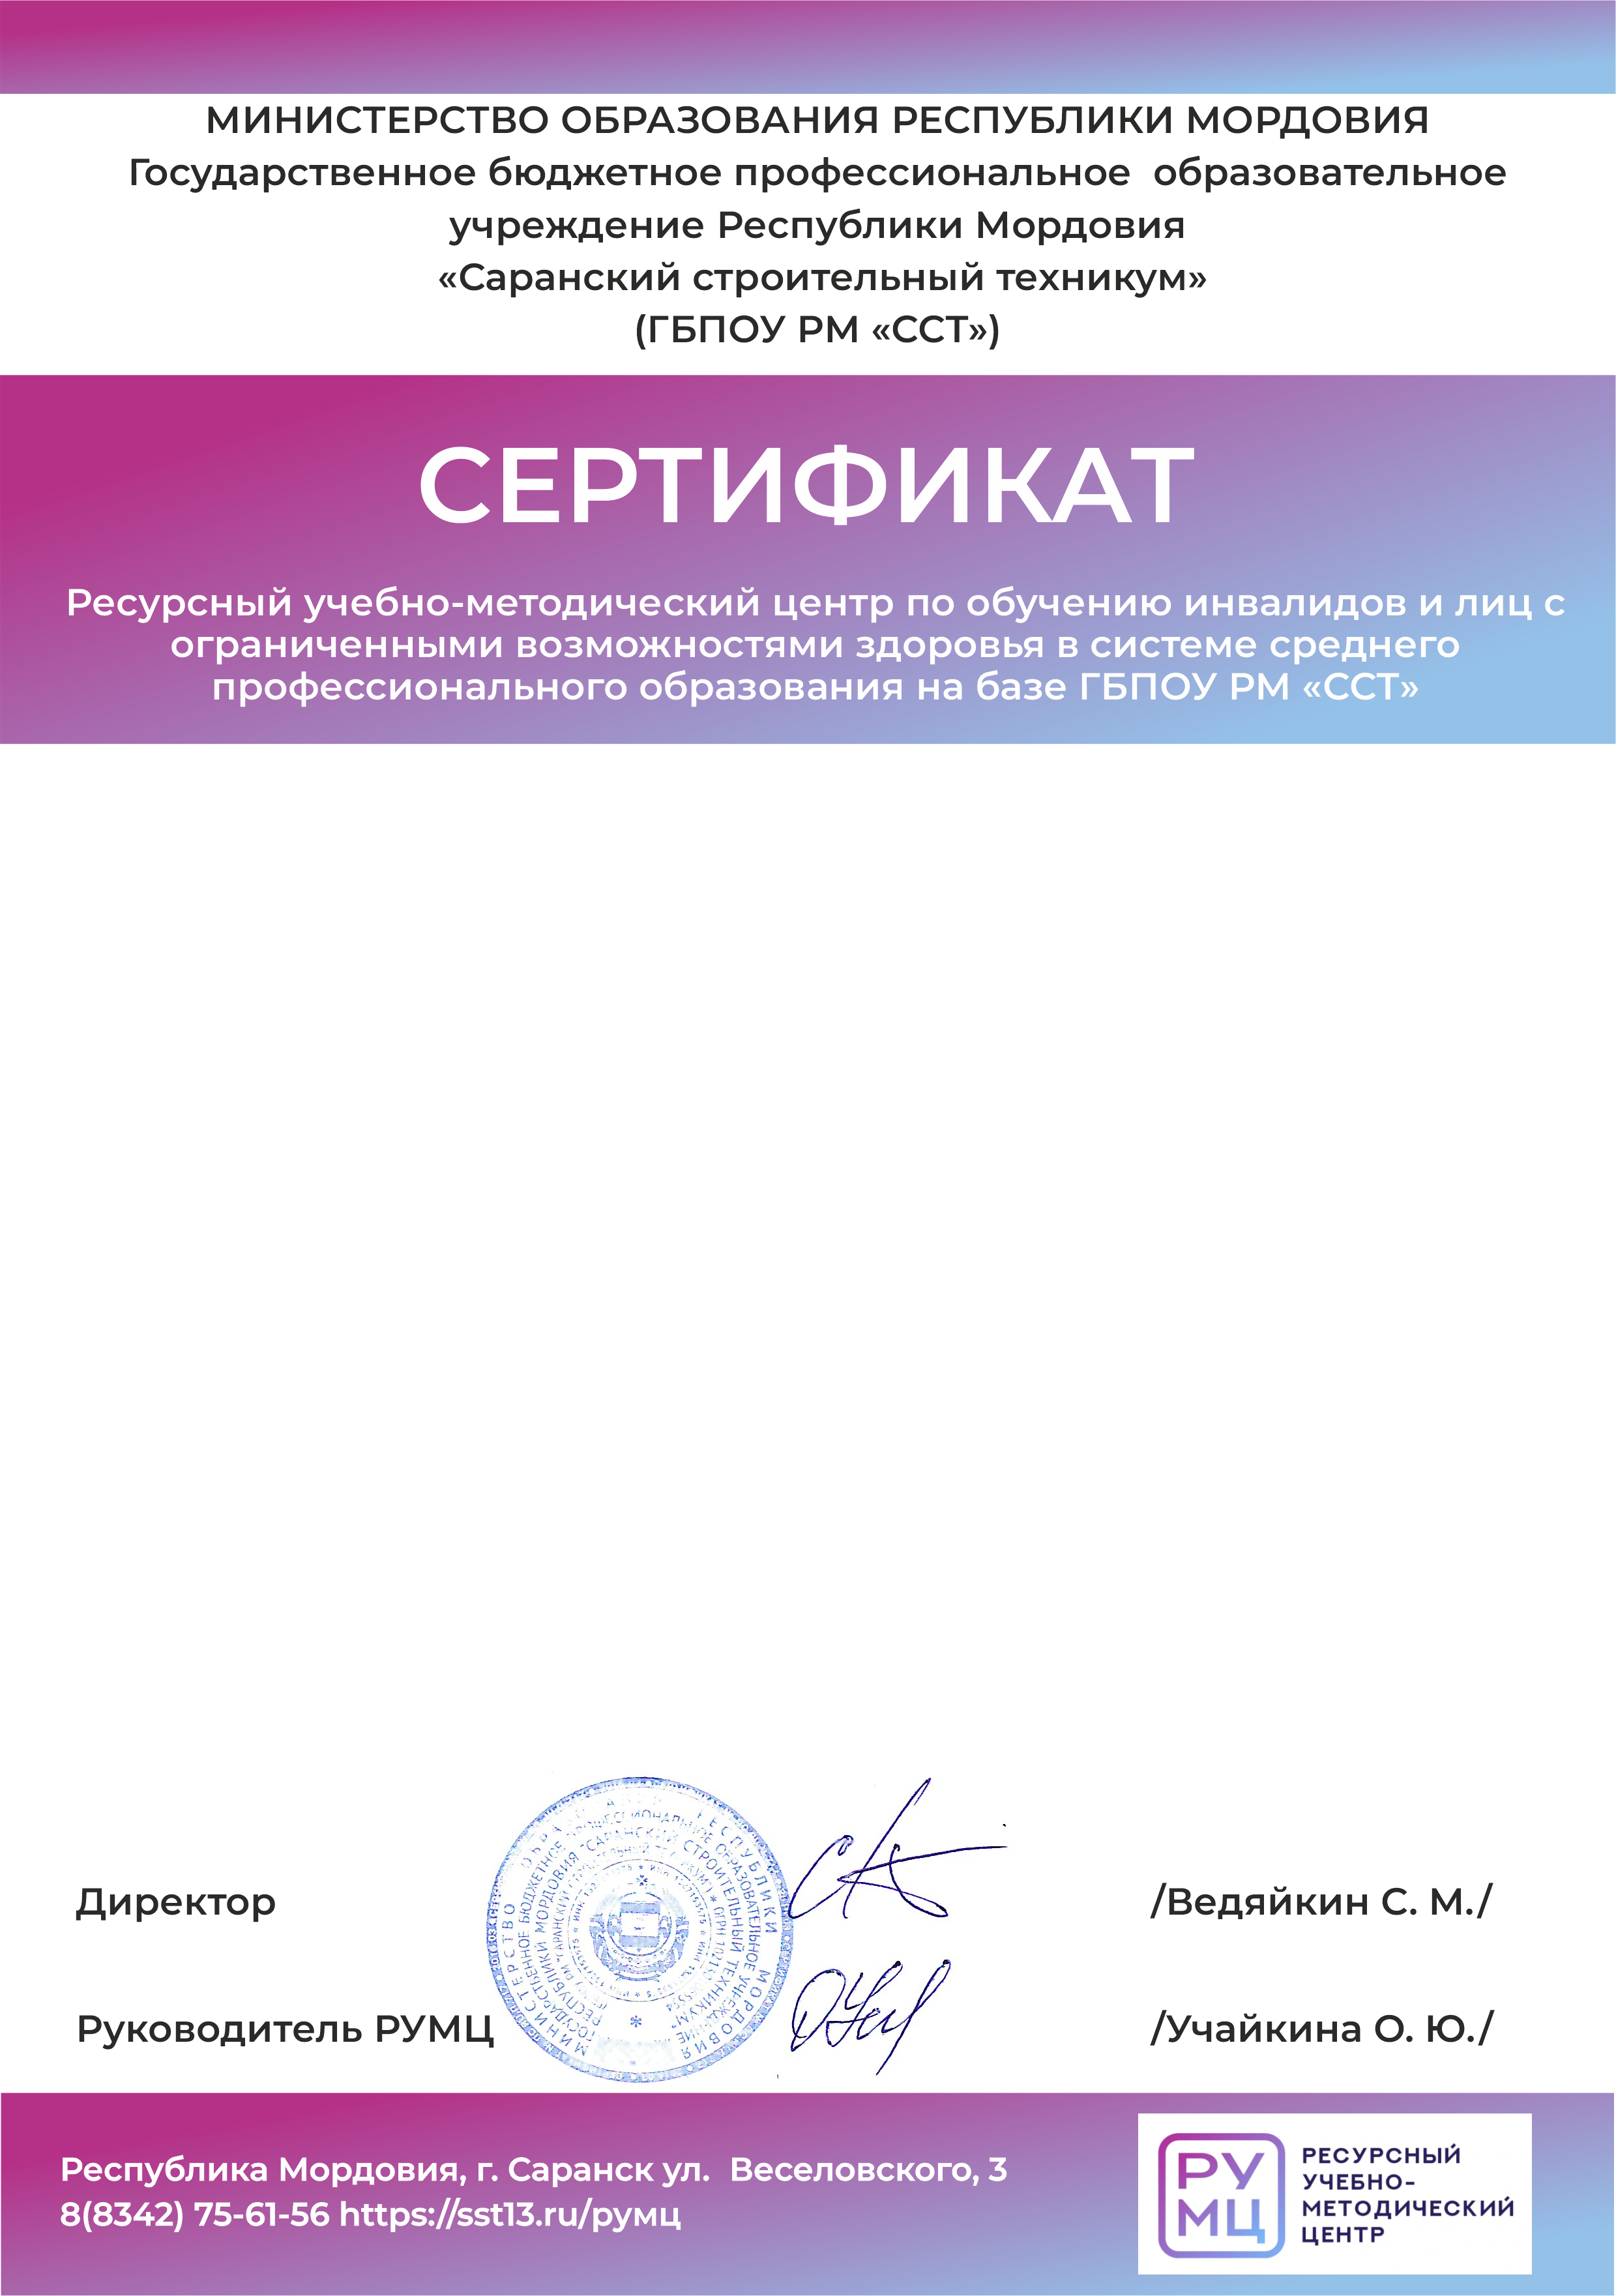 МИНИСТЕРСТВО ОБРАЗОВАНИЯ РЕСПУБЛИКИ МОРДОВИЯ
Государственное бюджетное профессиональное образовательное
учреждение Республики Мордовия
«Саранский строительный техникум»
(ГБПОУ РМ «ССТ»)
СЕРТИФИКАТ
Ресурсный учебно-методический центр по обучению инвалидов и лиц с
ограниченными возможностями здоровья в системе среднего
профессионального образования на базе ГБПОУ РМ «ССТ»
Директор
/Ведяйкин С. М./
Руководитель РУМЦ
/Учайкина О. Ю./
Республика Мордовия, г. Саранск ул. Веселовского, 3
8(8342) 75-61-56 https://sst13.ru/румц
РУ
МЦ
РЕСУРСНЫЙ
УЧЕБНО-
МЕТОДИЧЕСКИЙ
ЦЕНТР